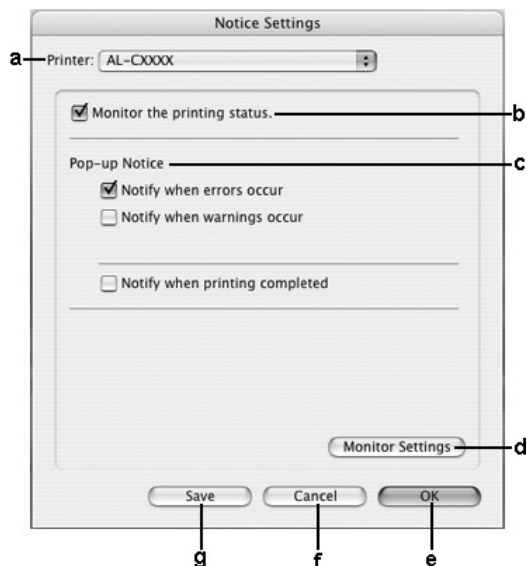 Notice Settings
a Printer: AL-CXXXX
Monitor the printing status. b
Pop-up Notice c
Notify when errors occur
Notify when warnings occur
Notify when printing completed
Monitor Settings d
Save Cancel OK
g f e